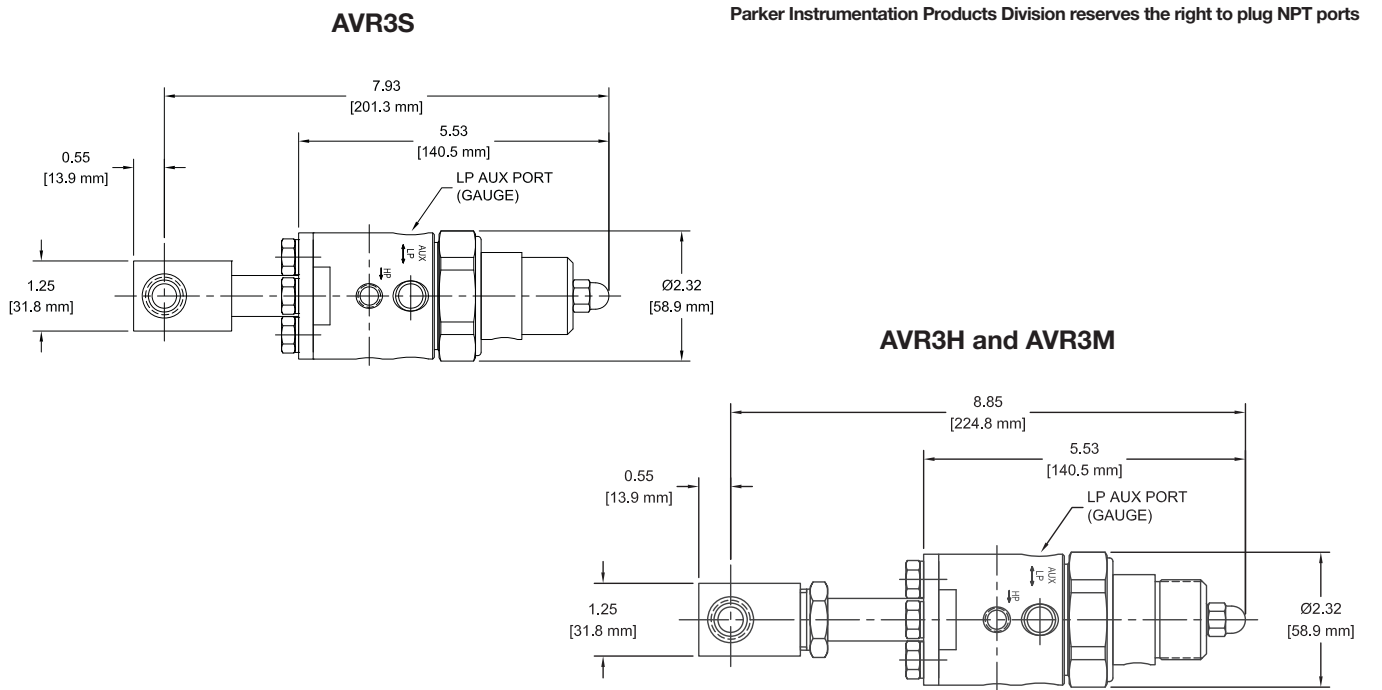 Parker Instrumentation Products Division reserves the right to plug NPT ports
AVR3S
7.93
[201.3 mm]
5.53
[140.5 mm]
0.55
[13.9 mm]
LP AUX PORT
(GAUGE)
AUX
LP
HP
1.25
[31.8 mm]
Ø2.32
[58.9 mm]
AVR3H and AVR3M
8.85
[224.8 mm]
5.53
[140.5 mm]
0.55
[13.9 mm]
LP AUX PORT
(GAUGE)
AUX
LP
HP
1.25
[31.8 mm]
Ø2.32
[58.9 mm]